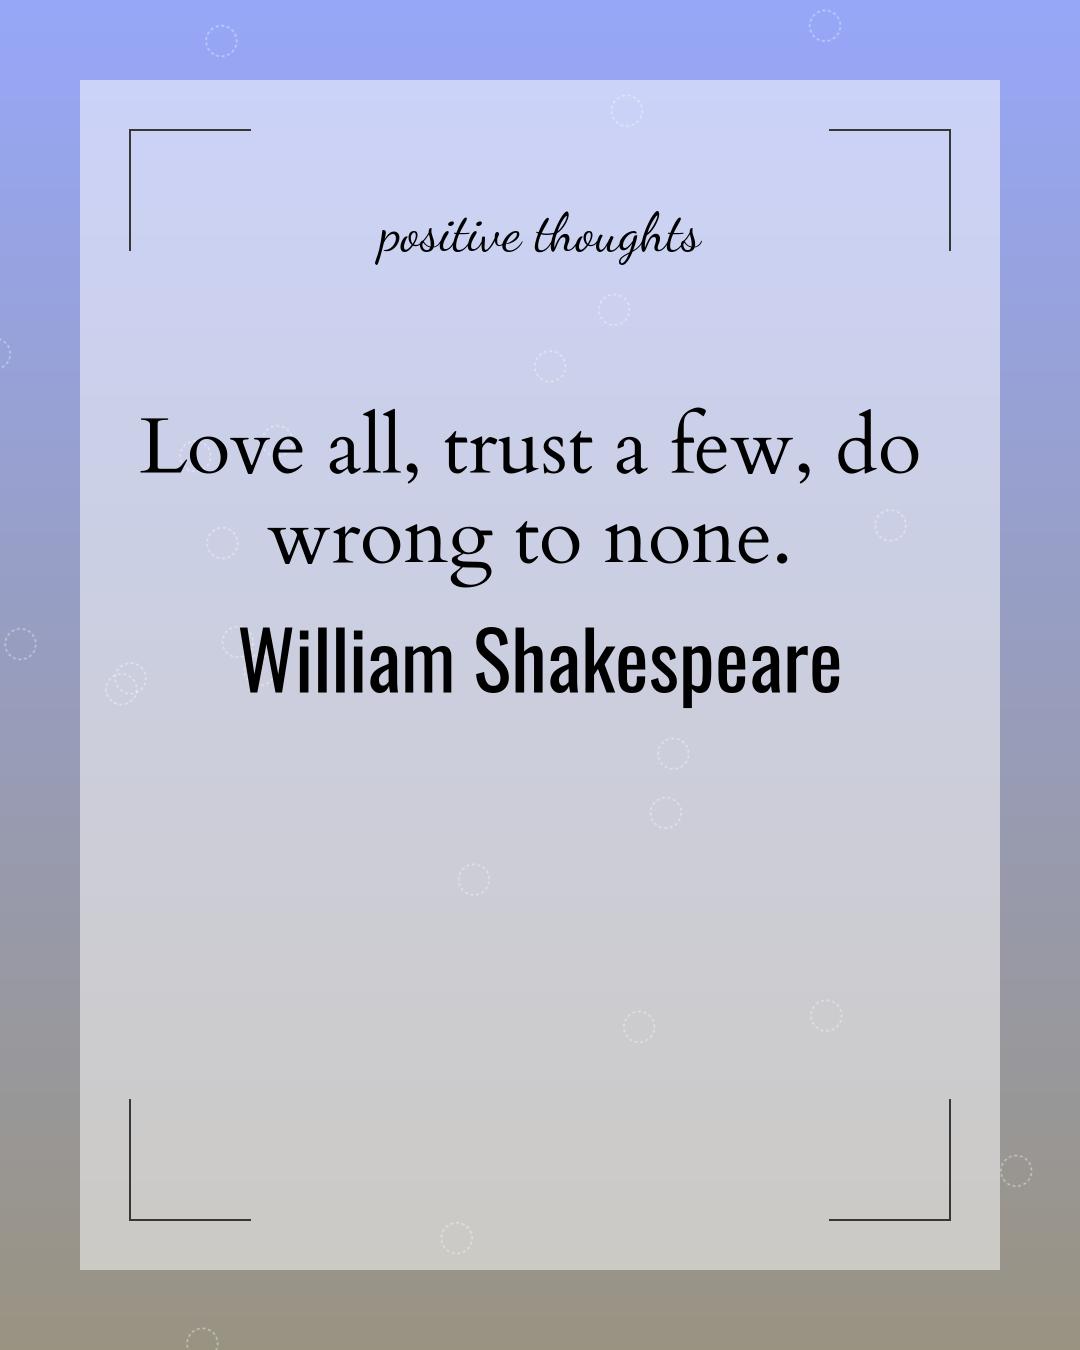 positive thoughts
Love all, trust a few, do
wrong to none.
William Shakespeare